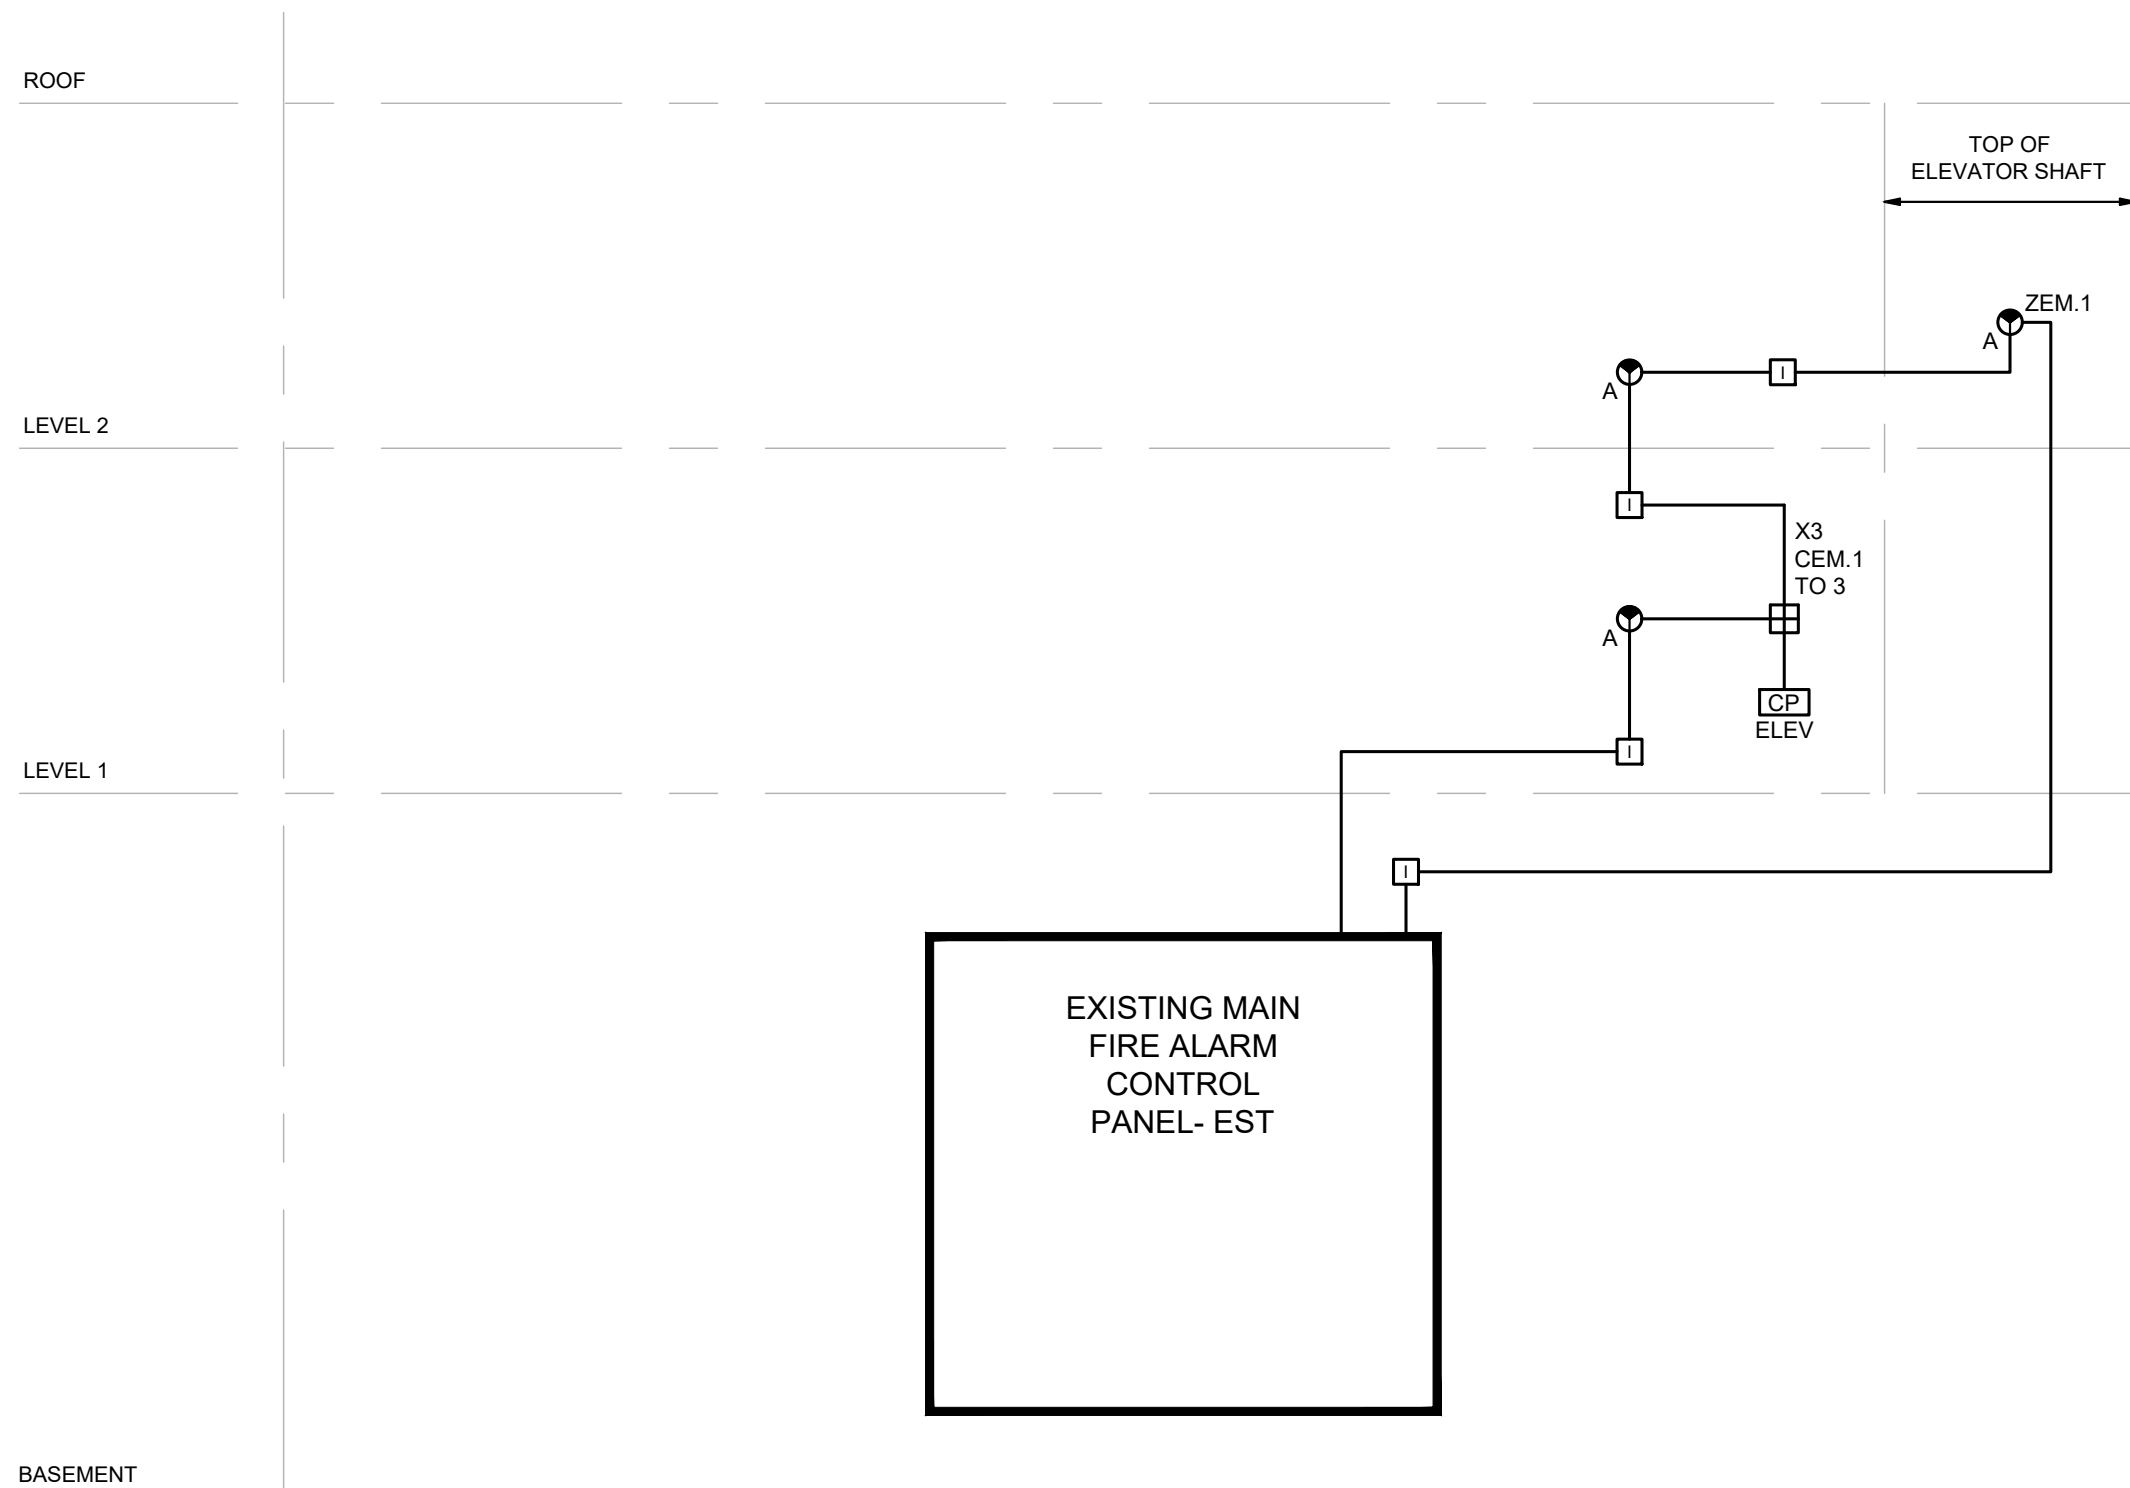 ROOF
TOP OF
ELEVATOR SHAFT
ZEM.1
A
I
A
LEVEL 2
I
X3
CEM.1
TO 3
A
CP
ELEV
I
LEVEL 1
I
EXISTING MAIN
FIRE ALARM
CONTROL
PANEL- EST
BASEMENT